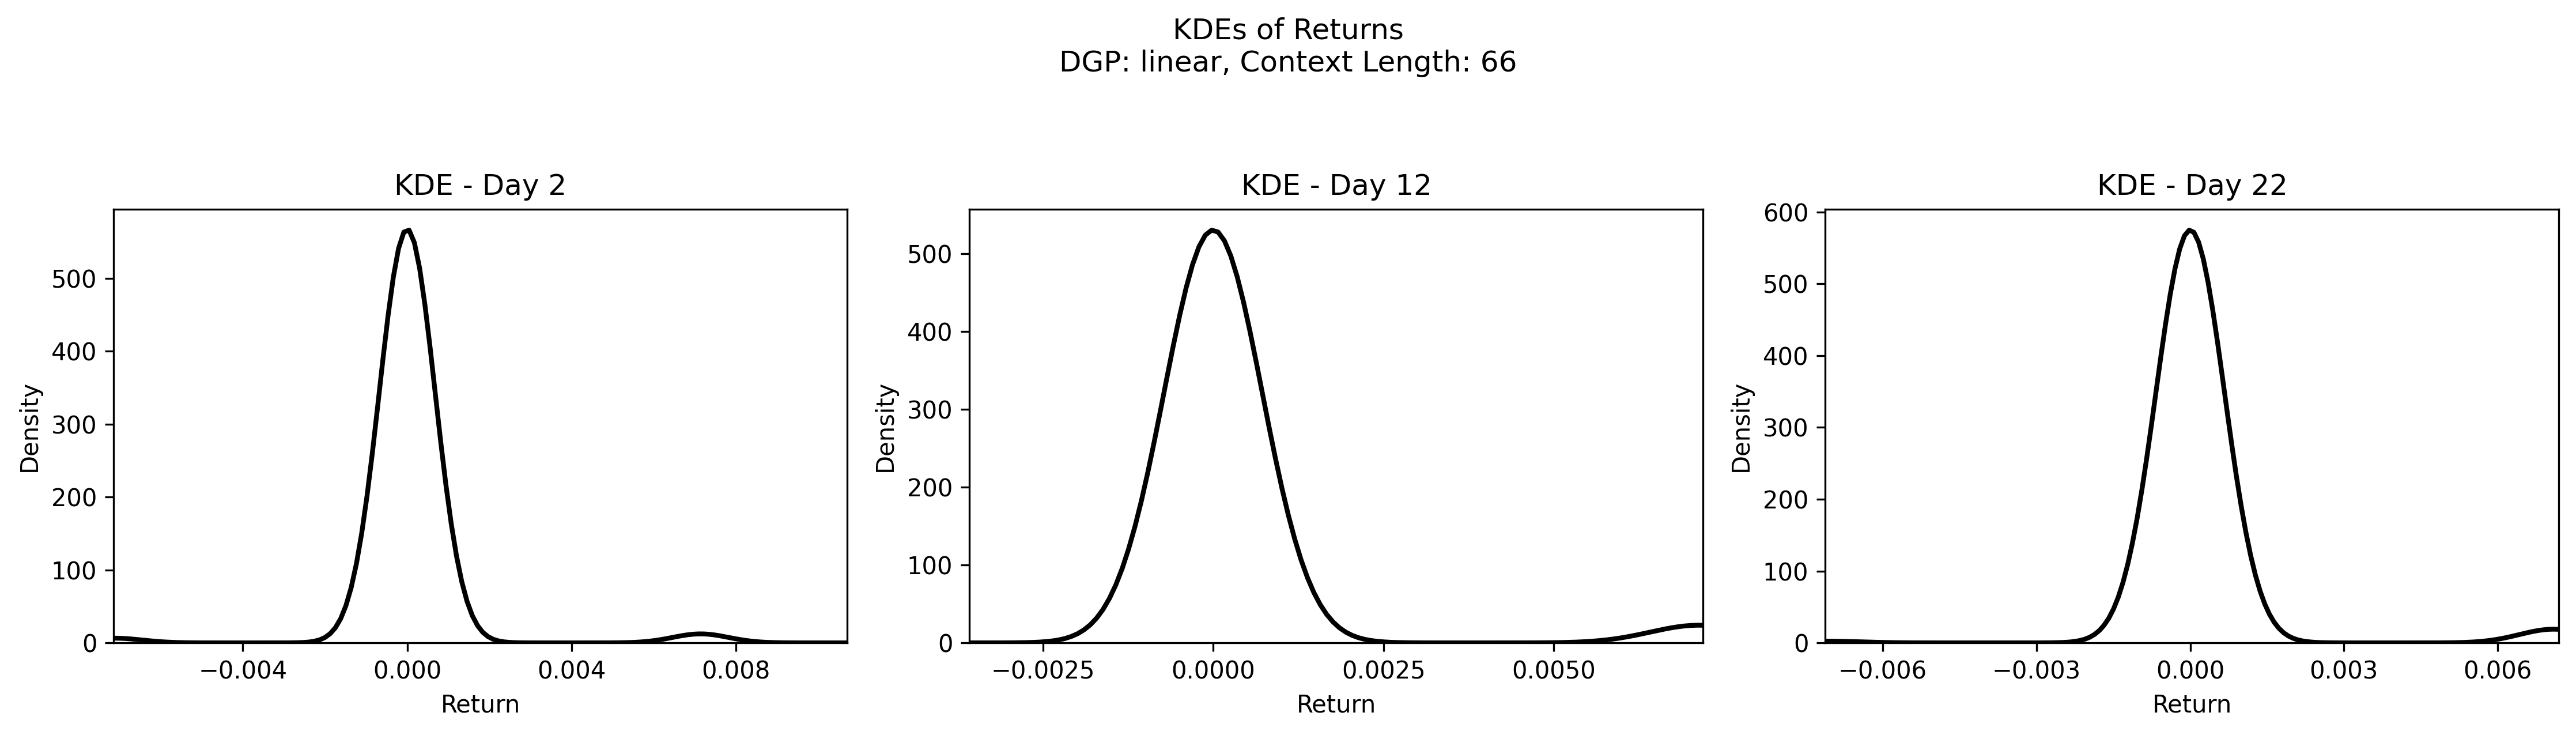 KDEs of Returns
DGP: linear, Context Length: 66
KDE - Day 2
Density
500
400
300
200
100
0
−0.004 0.000 0.004 0.008
Return
KDE - Day 12
Density
500
400
300
200
100
0
−0.0025 0.0000 0.0025 0.0050
Return
KDE - Day 22
Density
600
500
400
300
200
100
0
−0.006 −0.003 0.000 0.003 0.006
Return